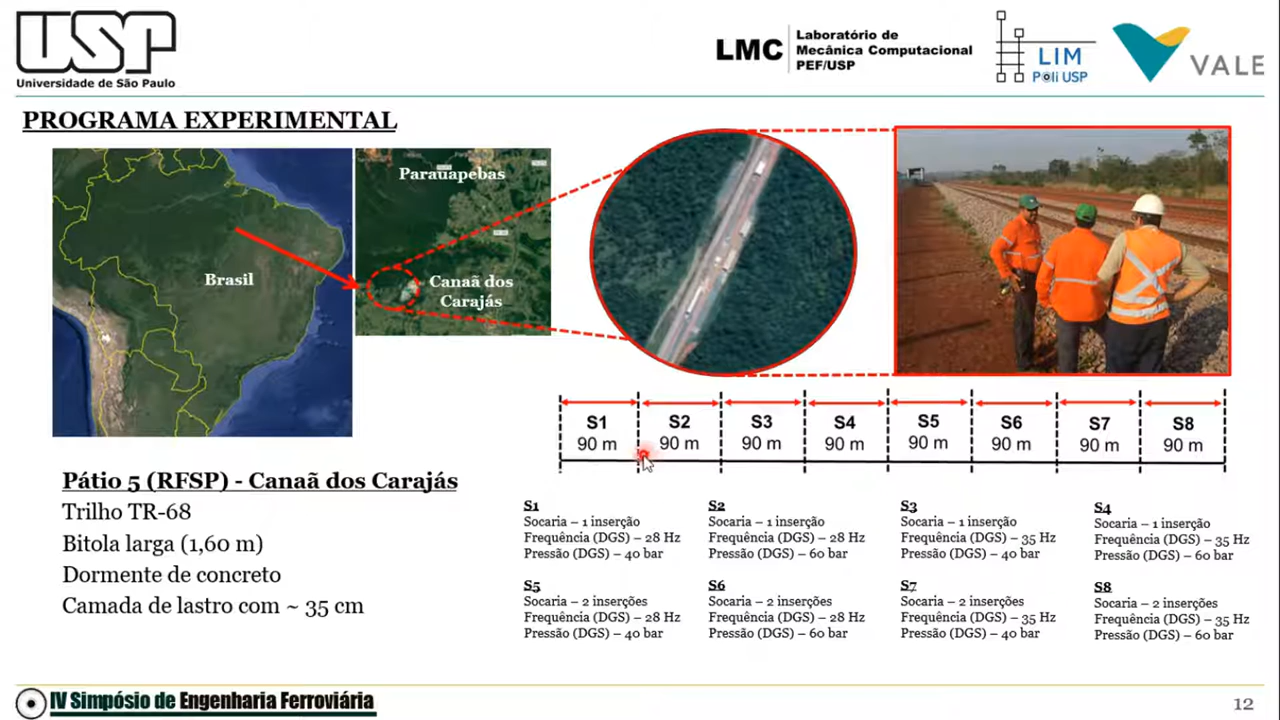 USP
Universidade de São Paulo
LMC
Laboratório de
Mecânica Computacional
PEF/USP
LIM
Poli USP
VALE
PROGRAMA EXPERIMENTAL
Brasil
Parauapebas
Canaã dos
Carajás
S1
90 m
S2
90 m
S3
90 m
S4
90 m
S5
90 m
S6
90 m
S7
90 m
S8
90 m
Pátio 5 (RFSP) - Canaã dos Carajás
Trilho TR-68
Bitola larga (1,60 m)
Dormente de concreto
Camada de lastro com ~ 35 cm
S1
Socaria – 1 inserção
Frequência (DGS) – 28 Hz
Pressão (DGS) – 40 bar
S2
Socaria – 1 inserção
Frequência (DGS) – 28 Hz
Pressão (DGS) – 60 bar
S3
Socaria – 1 inserção
Frequência (DGS) – 35 Hz
Pressão (DGS) – 40 bar
S4
Socaria – 1 inserção
Frequência (DGS) – 35 Hz
Pressão (DGS) – 60 bar
S5
Socaria – 2 inserções
Frequência (DGS) – 28 Hz
Pressão (DGS) – 40 bar
S6
Socaria – 2 inserções
Frequência (DGS) – 28 Hz
Pressão (DGS) – 60 bar
S7
Socaria – 2 inserções
Frequência (DGS) – 35 Hz
Pressão (DGS) – 40 bar
S8
Socaria – 2 inserções
Frequência (DGS) – 35 Hz
Pressão (DGS) – 60 bar
IV Simpósio de Engenharia Ferroviária
12